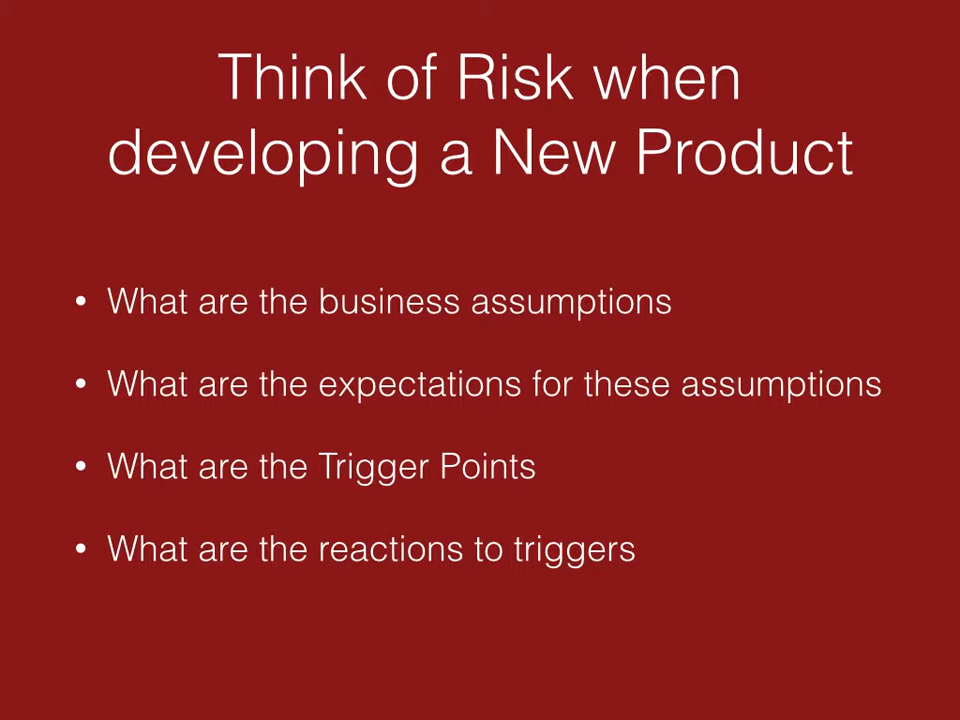 Think of Risk when
developing a New Product
• What are the business assumptions
• What are the expectations for these assumptions
• What are the Trigger Points
• What are the reactions to triggers